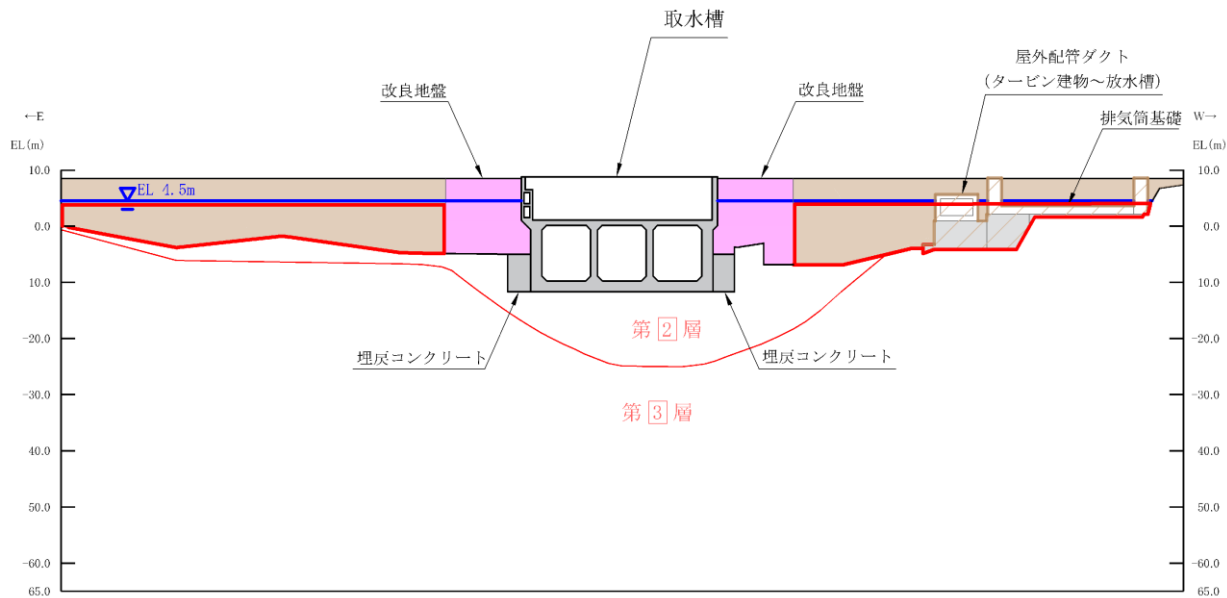 取水槽
屋外配管ダクト
(タービン建物~放水槽)
改良地盤
改良地盤
排気筒基礎
←E
W→
EL(m)
EL(m)
10.0
10.0
EL 4.5m
0.0
0.0
10.0
10.0
-20.0
-20.0
第2層
埋戻コンクリート
埋戻コンクリート
-30.0
-30.0
第3層
40.0
40.0
50.0
50.0
-60.0
-60.0
65.0
65.0